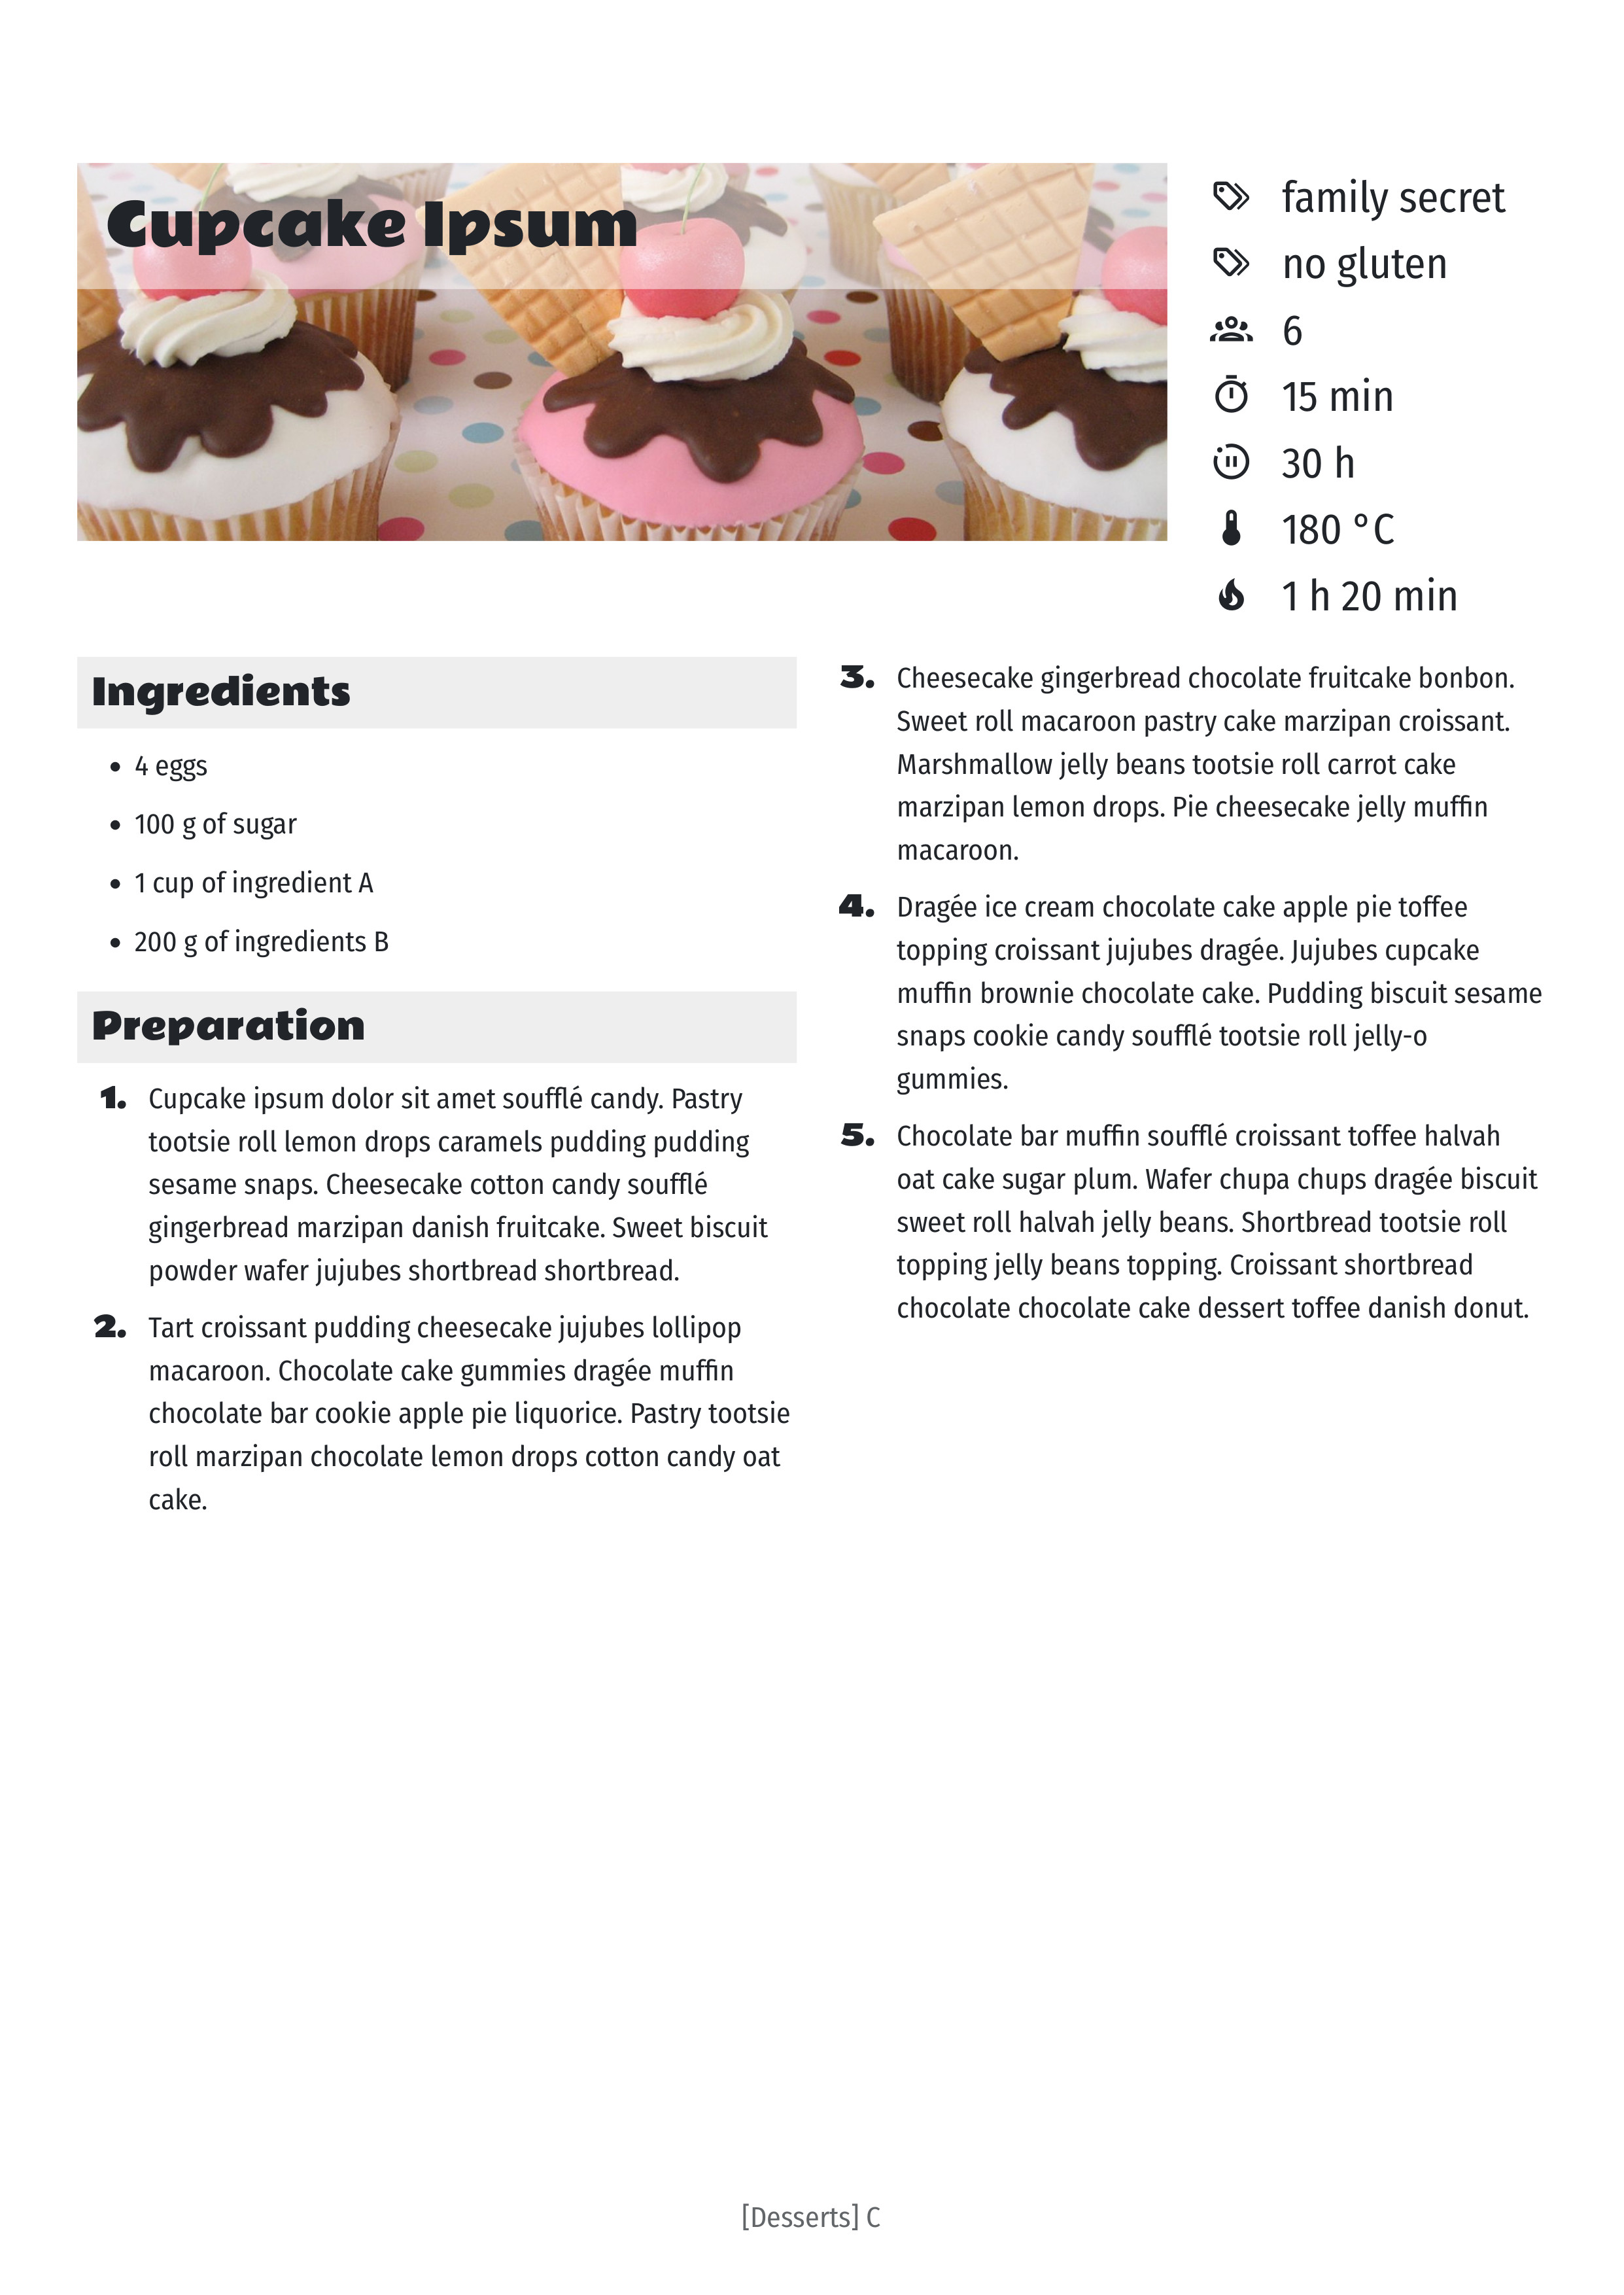 Cupcake Ipsum
family secret
no gluten
6
15 min
30 h
180 °C
1 h 20 min
Ingredients
• 4 eggs
• 100 g of sugar
• 1 cup of ingredient A
• 200 g of ingredients B
Preparation
1. Cupcake ipsum dolor sit amet soufflé candy. Pastry
tootsie roll lemon drops caramels pudding pudding
sesame snaps. Cheesecake cotton candy soufflé
gingerbread marzipan danish fruitcake. Sweet biscuit
powder wafer jujubes shortbread shortbread.
2. Tart croissant pudding cheesecake jujubes lollipop
macaroon. Chocolate cake gummies dragée muffin
chocolate bar cookie apple pie liquorice. Pastry tootsie
roll marzipan chocolate lemon drops cotton candy oat
cake.
3. Cheesecake gingerbread chocolate fruitcake bonbon.
Sweet roll macaroon pastry cake marzipan croissant.
Marshmallow jelly beans tootsie roll carrot cake
marzipan lemon drops. Pie cheesecake jelly muffin
macaroon.
4. Dragée ice cream chocolate cake apple pie toffee
topping croissant jujubes dragée. Jujubes cupcake
muffin brownie chocolate cake. Pudding biscuit sesame
snaps cookie candy soufflé tootsie roll jelly-o
gummies.
5. Chocolate bar muffin soufflé croissant toffee halvah
oat cake sugar plum. Wafer chupa chups dragée biscuit
sweet roll halvah jelly beans. Shortbread tootsie roll
topping jelly beans topping. Croissant shortbread
chocolate chocolate cake dessert toffee danish donut.
[Desserts] C